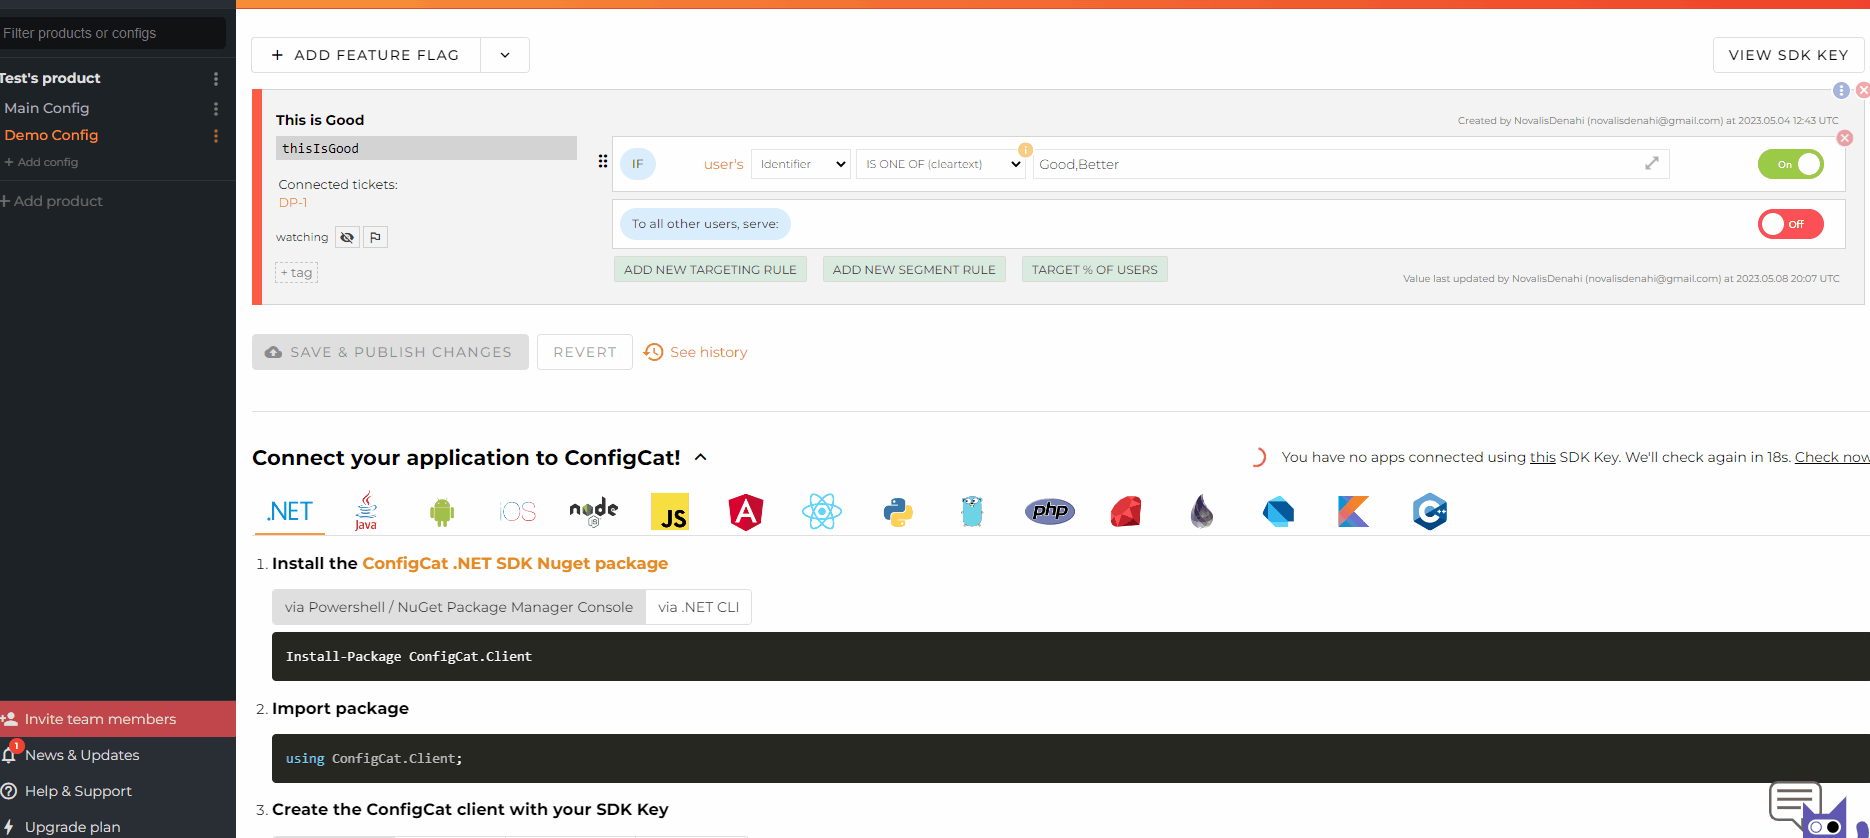 Filter products or configs
Test's product
Main Config
Demo Config
+ Add config
+ Add product
Invite team members
1
News & Updates
Help & Support
Upgrade plan
+ ADD FEATURE FLAG
VIEW SDK KEY
This is Good
thisIsGood
Connected tickets:
DP-1
watching
+ tag
Created by NovalisDenahi (novalisdenahi@gmail.com) at 2023.05.04 12:43 UTC
IF user's Identifier IS ONE OF (cleartext) Good,Better On
To all other users, serve: Off
ADD NEW TARGETING RULE ADD NEW SEGMENT RULE TARGET % OF USERS
Value last updated by NovalisDenahi (novalisdenahi@gmail.com) at 2023.05.08 20:07 UTC
SAVE & PUBLISH CHANGES REVERT See history
Connect your application to ConfigCat!
You have no apps connected using this SDK Key. We'll check again in 18s. Check now
.NET Java iOS node JS JS A php C++
1. Install the ConfigCat .NET SDK Nuget package
via Powershell / NuGet Package Manager Console via .NET CLI
Install-Package ConfigCat.Client
2. Import package
using ConfigCat.Client;
3. Create the ConfigCat client with your SDK Key